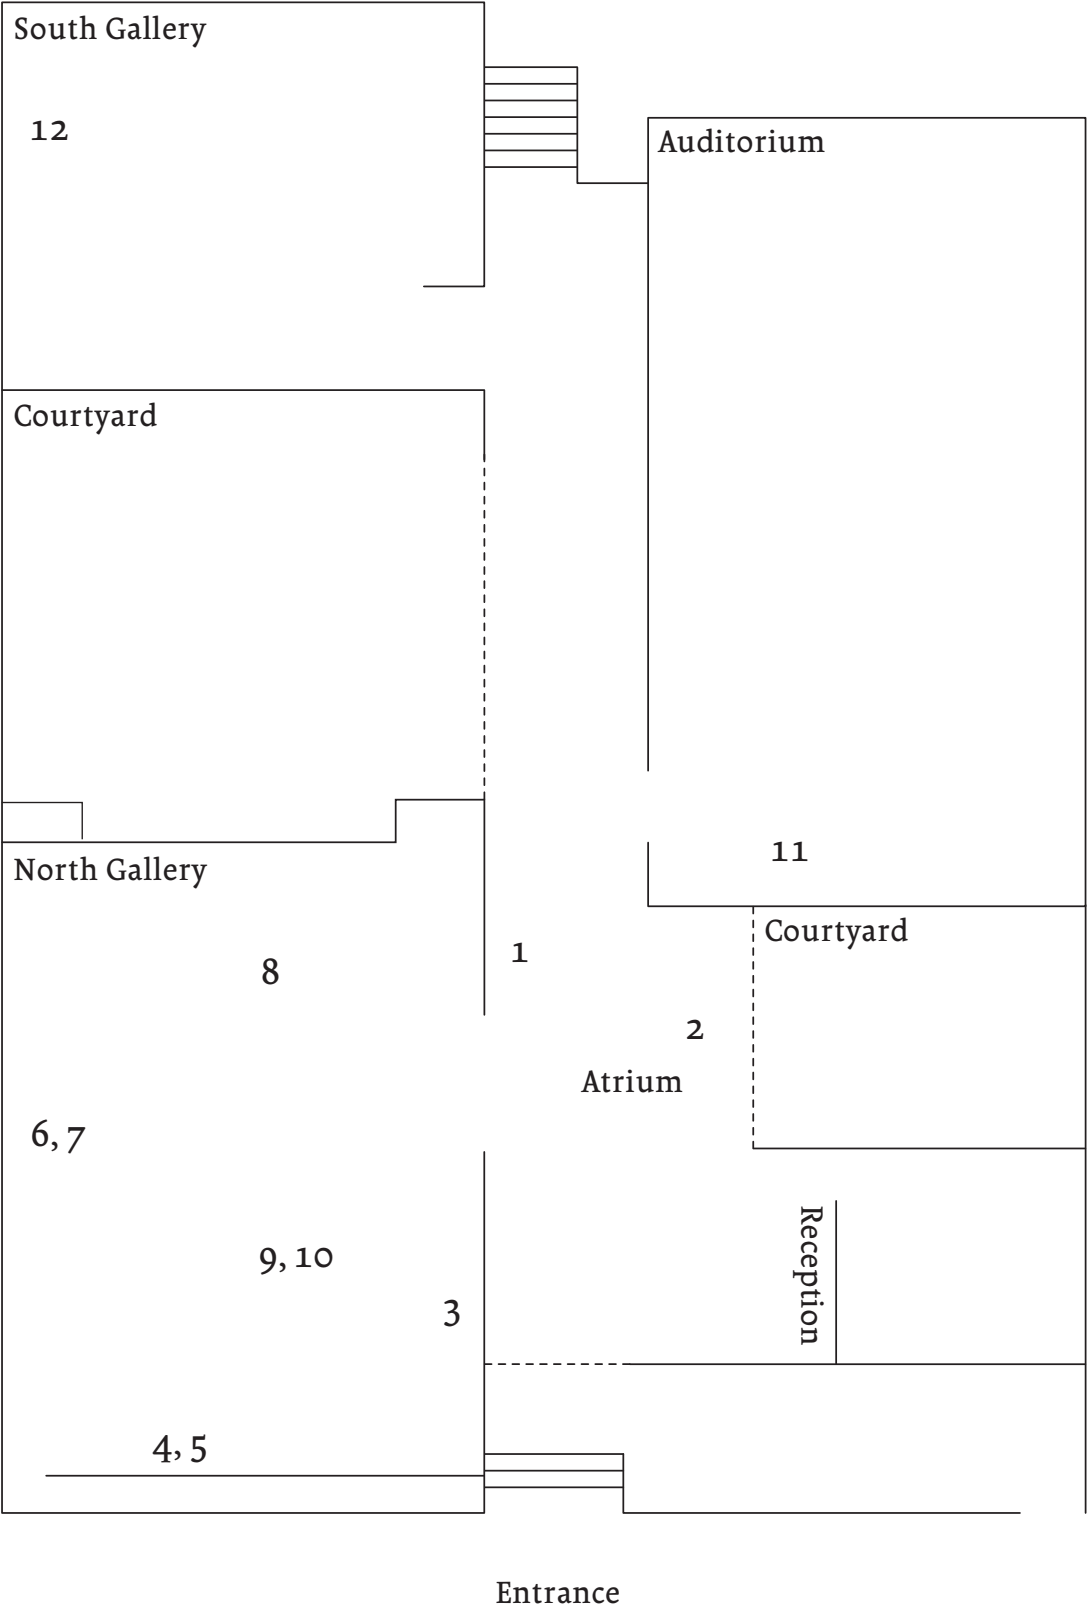 South Gallery
12
Auditorium
Courtyard
11
North Gallery
Courtyard
1
8
2
Atrium
6, 7
Reception
9, 10
3
4, 5
Entrance